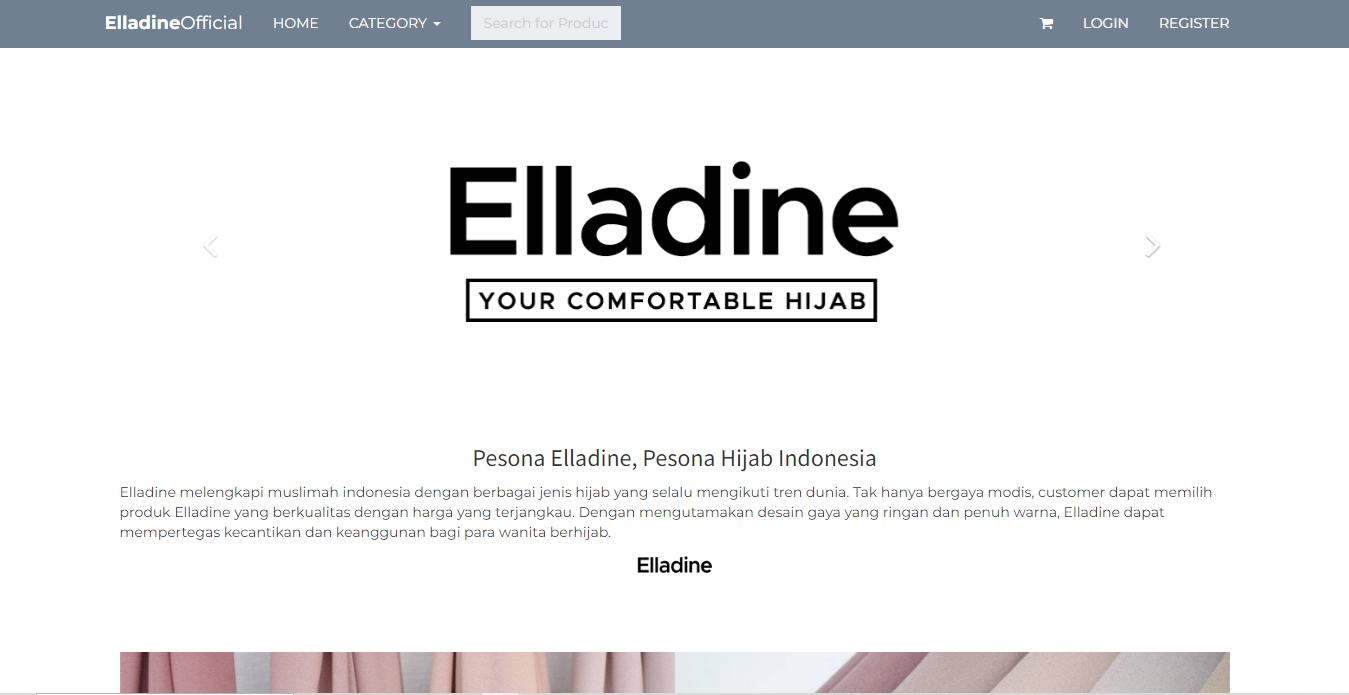 ElladineOfficial HOME CATEGORY Search for Produc LOGIN REGISTER
Elladine
YOUR COMFORTABLE HIJAB
Pesona Elladine, Pesona Hijab Indonesia
Elladine melengkapi muslimah indonesia dengan berbagai jenis hijab yang selalu mengikuti tren dunia. Tak hanya bergaya modis, customer dapat memilih
produk Elladine yang berkualitas dengan harga yang terjangkau. Dengan mengutamakan desain gaya yang ringan dan penuh warna, Elladine dapat
mempertegas kecantikan dan keanggunan bagi para wanita berhijab.
Elladine